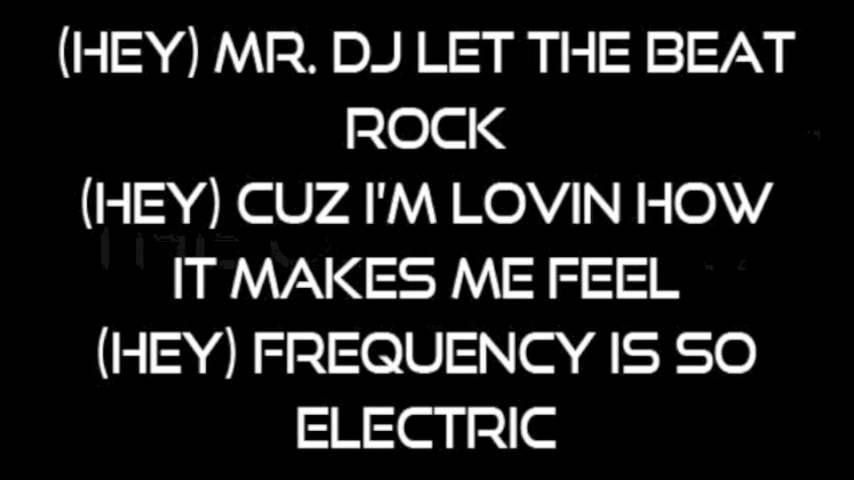 (HEY) MR. DJ LET THE BEAT
ROCK
(HEY) CUZ I'M LOVIN HOW
IT MAKES ME FEEL
(HEY) FREQUENCY IS SO
ELECTRIC